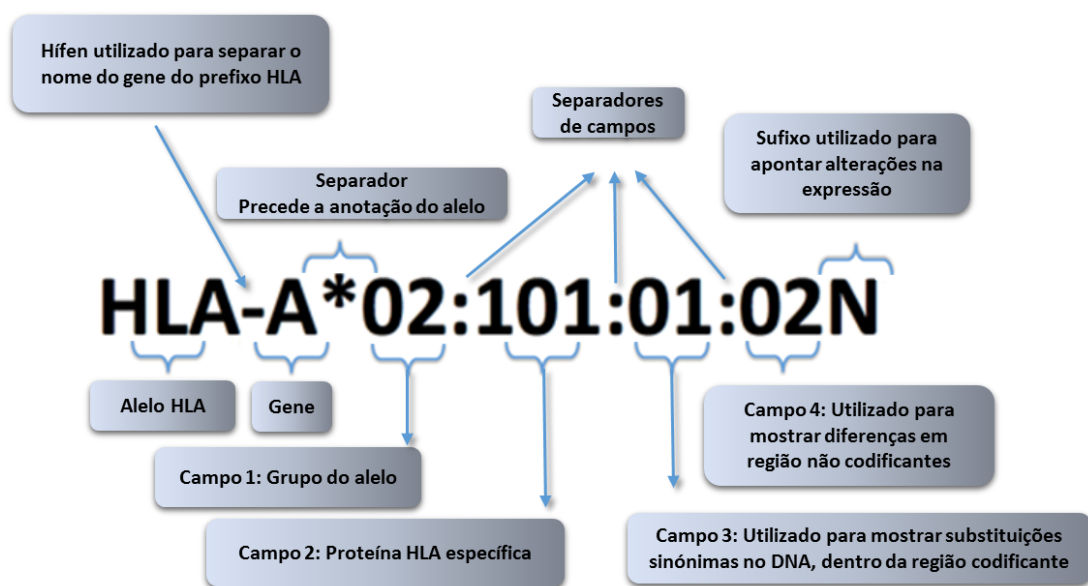 Hífen utilizado para separar o
nome do gene do prefixo HLA
Separadores
de campos
Sufixo utilizado para
apontar alterações na
expressão
Separador
Precede a anotação do alelo
HLA-A*02:101:01:02N
Alelo HLA
Gene
Campo 1: Grupo do alelo
Campo 2: Proteína HLA específica
Campo 4: Utilizado para
mostrar diferenças em
região não codificantes
Campo 3: Utilizado para mostrar substituições
sinónimas no DNA, dentro da região codificante